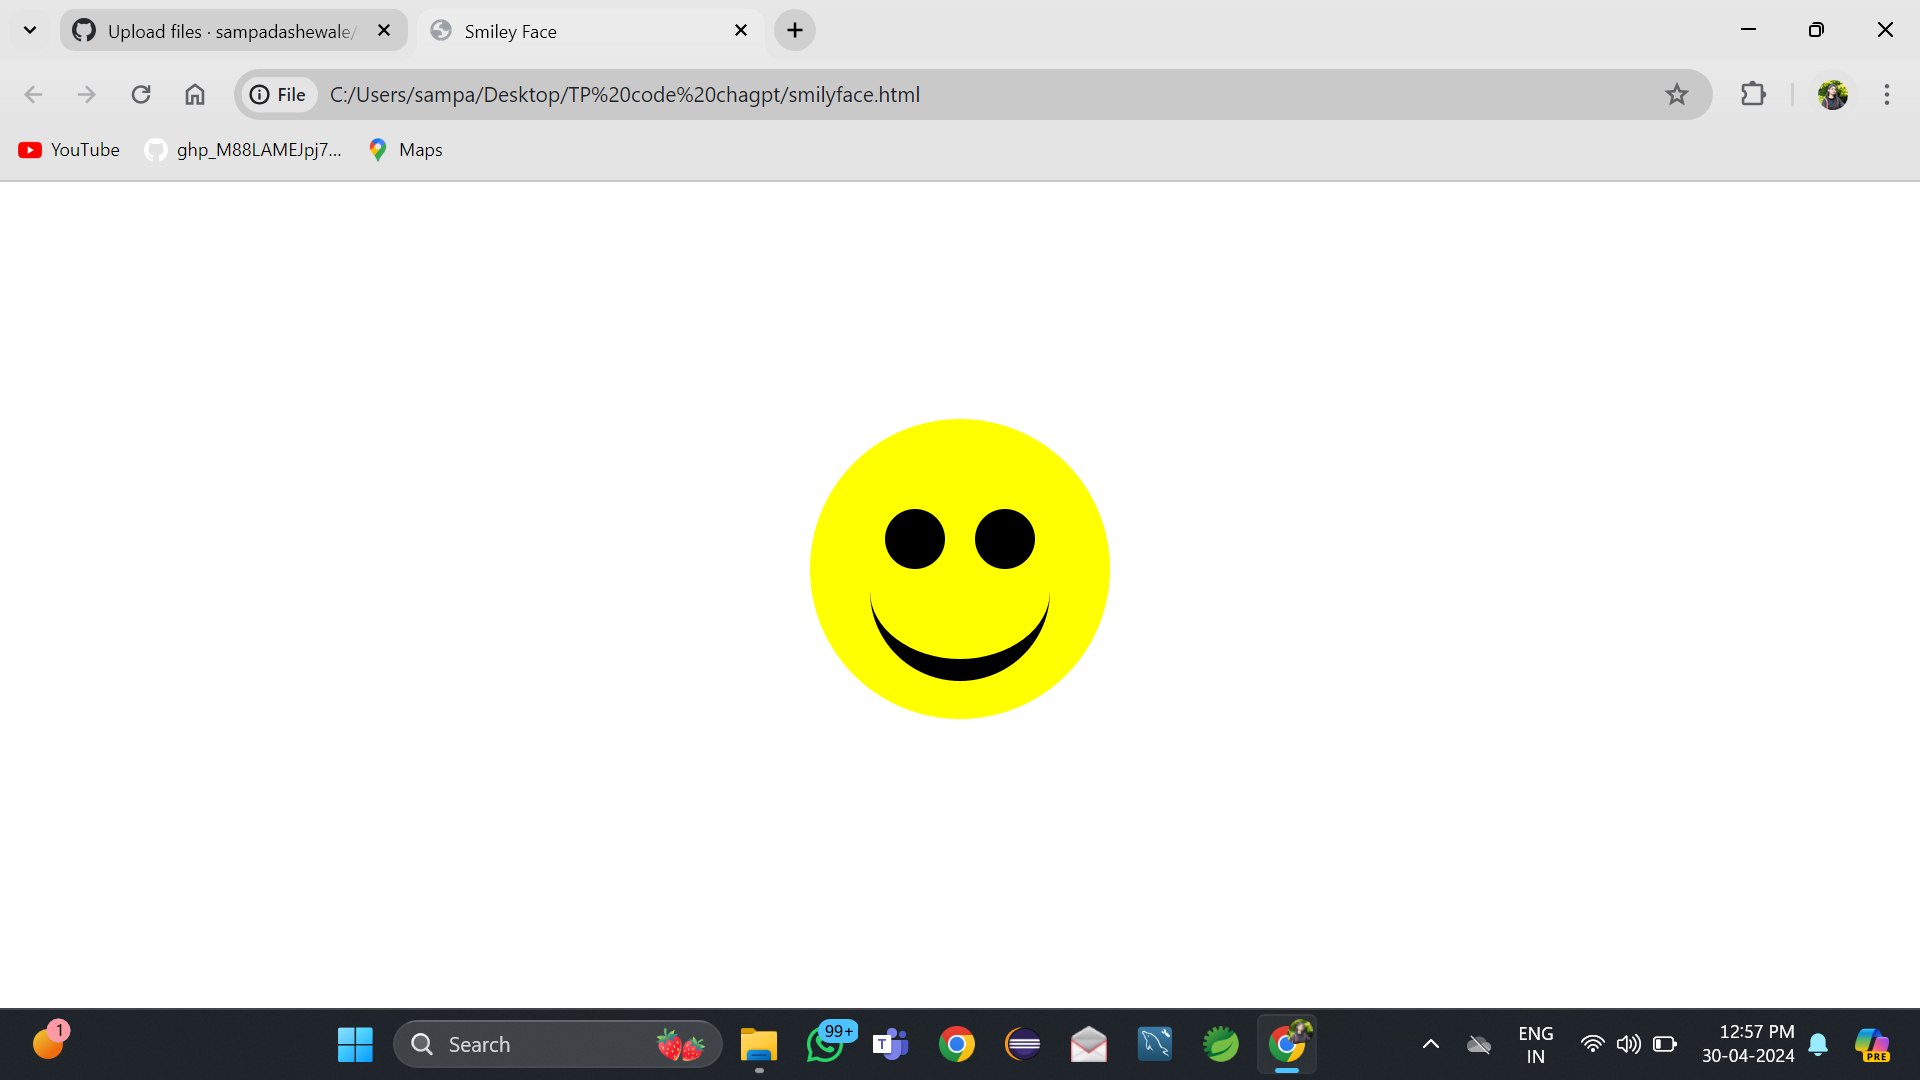 Upload files · sampadashewale/
Smiley Face
File
C:/Users/sampa/Desktop/TP%20code%20chagpt/smilyface.html
YouTube
ghp_M88LAMEJpj7...
Maps
1
Search
99+
T
ENG
IN
12:57 PM
30-04-2024
PRE